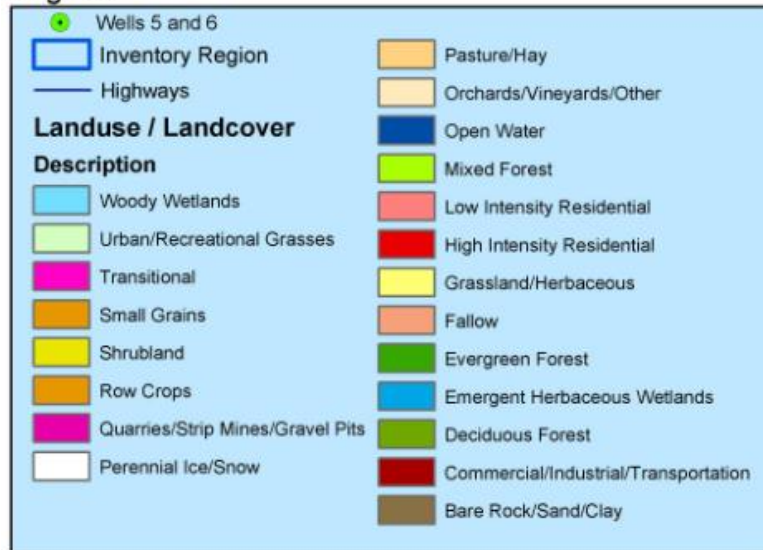 Wells 5 and 6
Inventory Region
Highways
Landuse / Landcover
Description
Woody Wetlands
Urban/Recreational Grasses
Transitional
Small Grains
Shrubland
Row Crops
Quarries/Strip Mines/Gravel Pits
Perennial Ice/Snow
Pasture/Hay
Orchards/Vineyards/Other
Open Water
Mixed Forest
Low Intensity Residential
High Intensity Residential
Grassland/Herbaceous
Fallow
Evergreen Forest
Emergent Herbaceous Wetlands
Deciduous Forest
Commercial/Industrial/Transportation
Bare Rock/Sand/Clay